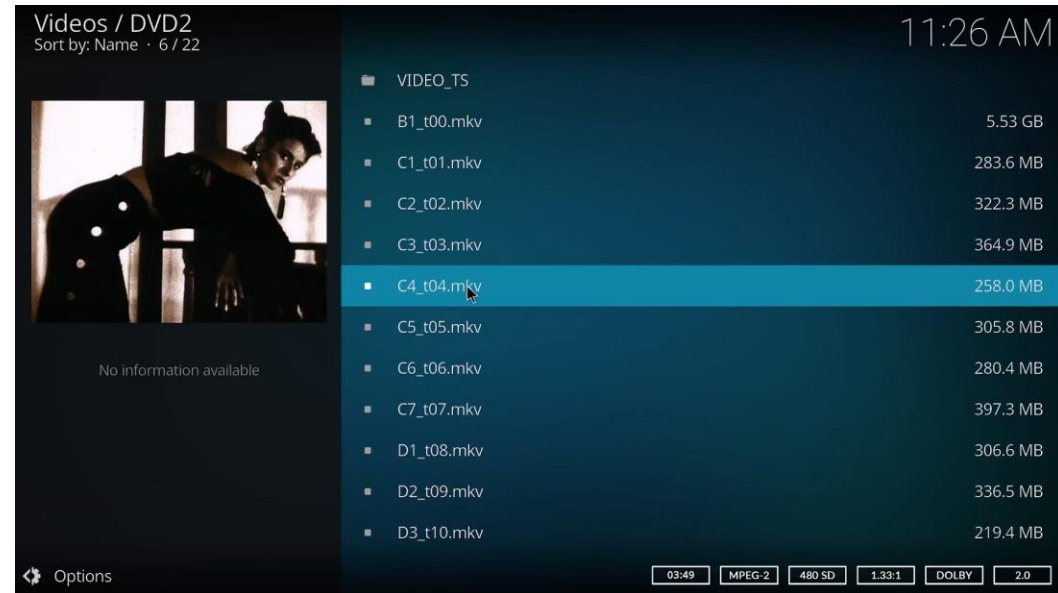 Videos / DVD2
Sort by: Name · 6 / 22
11:26 AM
VIDEO_TS
B1_t00.mkv 5.53 GB
C1_t01.mkv 283.6 MB
C2_t02.mkv 322.3 MB
C3_t03.mkv 364.9 MB
C4_t04.mkv 258.0 MB
C5_t05.mkv 305.8 MB
C6_t06.mkv 280.4 MB
C7_t07.mkv 397.3 MB
D1_t08.mkv 306.6 MB
D2_t09.mkv 336.5 MB
D3_t10.mkv 219.4 MB
No information available
Options
03:49 MPEG-2 480 SD 1.33:1 DOLBY 2.0